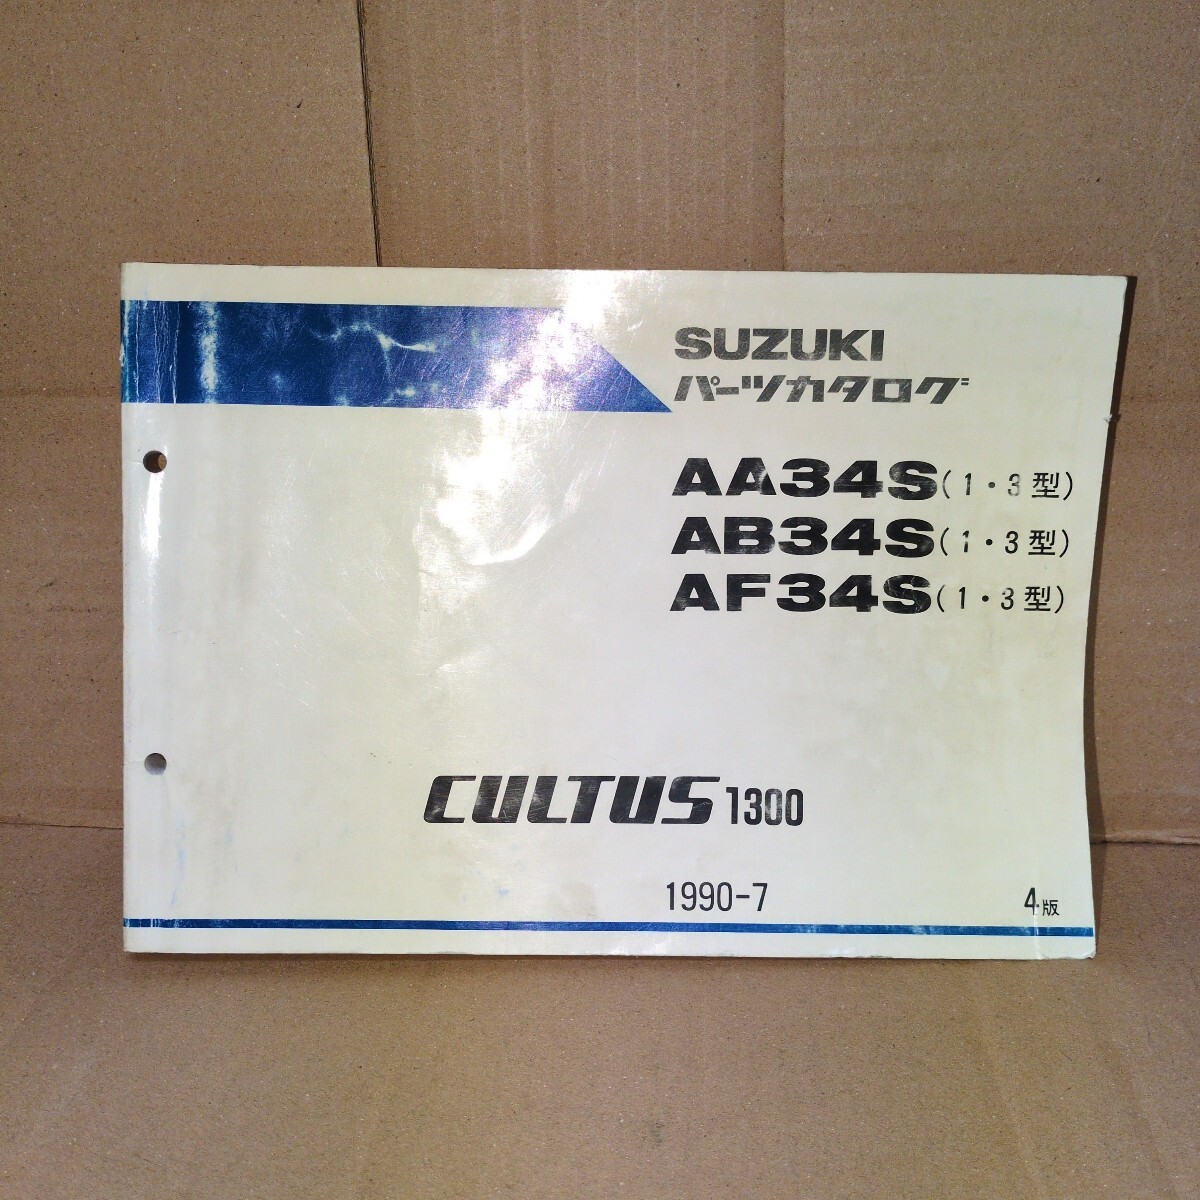 SUZUKI
パーツカタログ
AA34S(1・3型)
AB34S(1・3型)
AF34S(1・3型)
CULTUS 1300
1990-7 4版